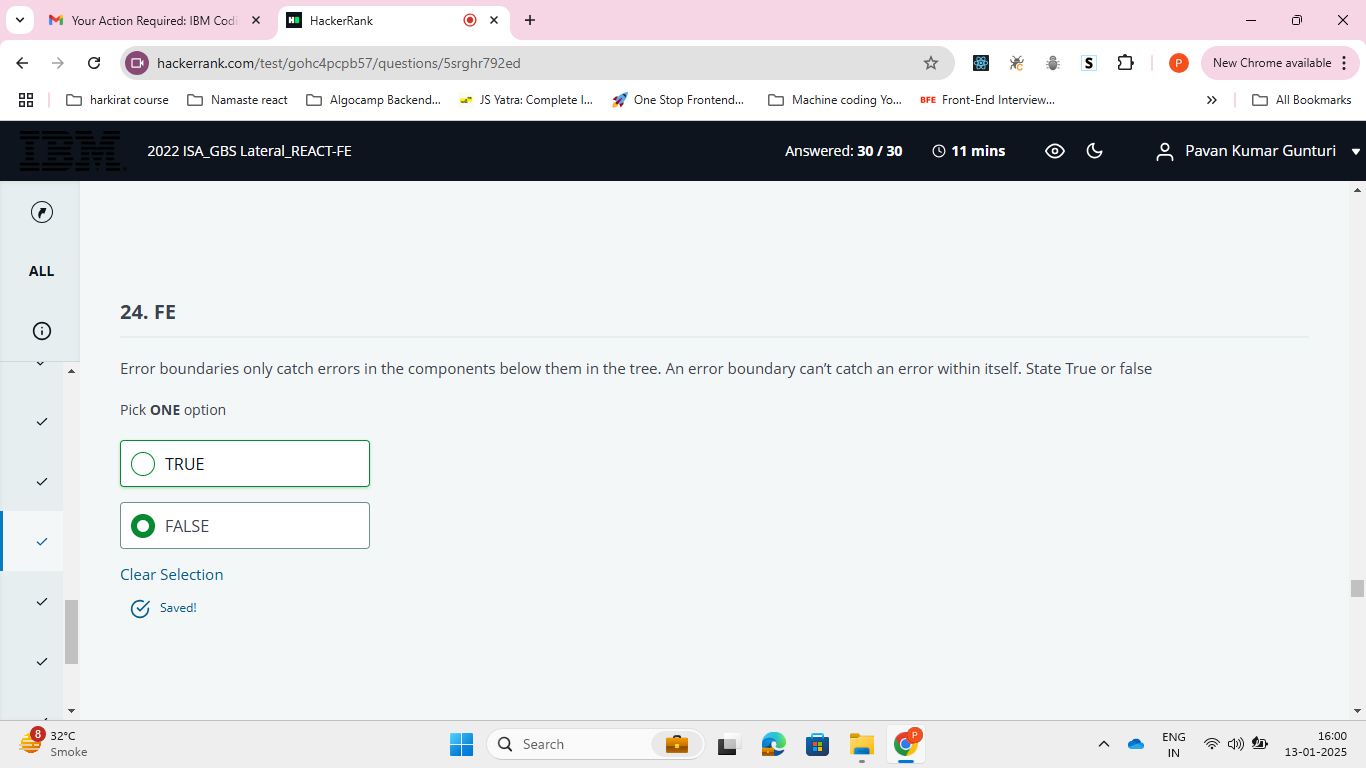 Your Action Required: IBM Codi
HackerRank
hackerrank.com/test/gohc4pcpb57/questions/5srghr792ed
S
P
New Chrome available
harkirat course
Namaste react
Algocamp Backend...
JS Yatra: Complete I...
One Stop Frontend...
Machine coding Yo...
BFE Front-End Interview...
All Bookmarks
IBM
2022 ISA_GBS Lateral_REACT-FE
Answered: 30 / 30
11 mins
Pavan Kumar Gunturi
ALL
24. FE
Error boundaries only catch errors in the components below them in the tree. An error boundary can’t catch an error within itself. State True or false
Pick ONE option
TRUE
FALSE
Clear Selection
Saved!
8
32°C
Smoke
Search
P
ENG
IN
16:00
13-01-2025